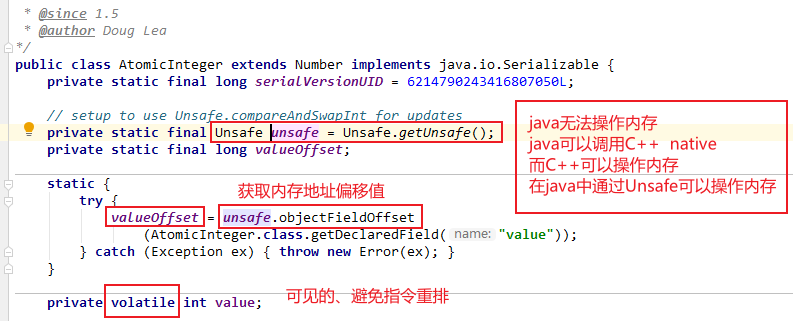 * @since 1.5
* @author Doug Lea
*/
public class AtomicInteger extends Number implements java.io.Serializable {
private static final long serialVersionUID = 6214790243416807050L;
// setup to use Unsafe.compareAndSwapInt for updates
private static final Unsafe unsafe = Unsafe.getUnsafe();
private static final long valueOffset;
java无法操作内存
java可以调用C++ native
而C++可以操作内存
在java中通过Unsafe可以操作内存
static {
获取内存地址偏移值
try {
valueOffset = unsafe.objectFieldOffset
(AtomicInteger.class.getDeclaredField( name: "value"));
} catch (Exception ex) { throw new Error(ex); }
}
private volatile int value;
可见的、避免指令重排